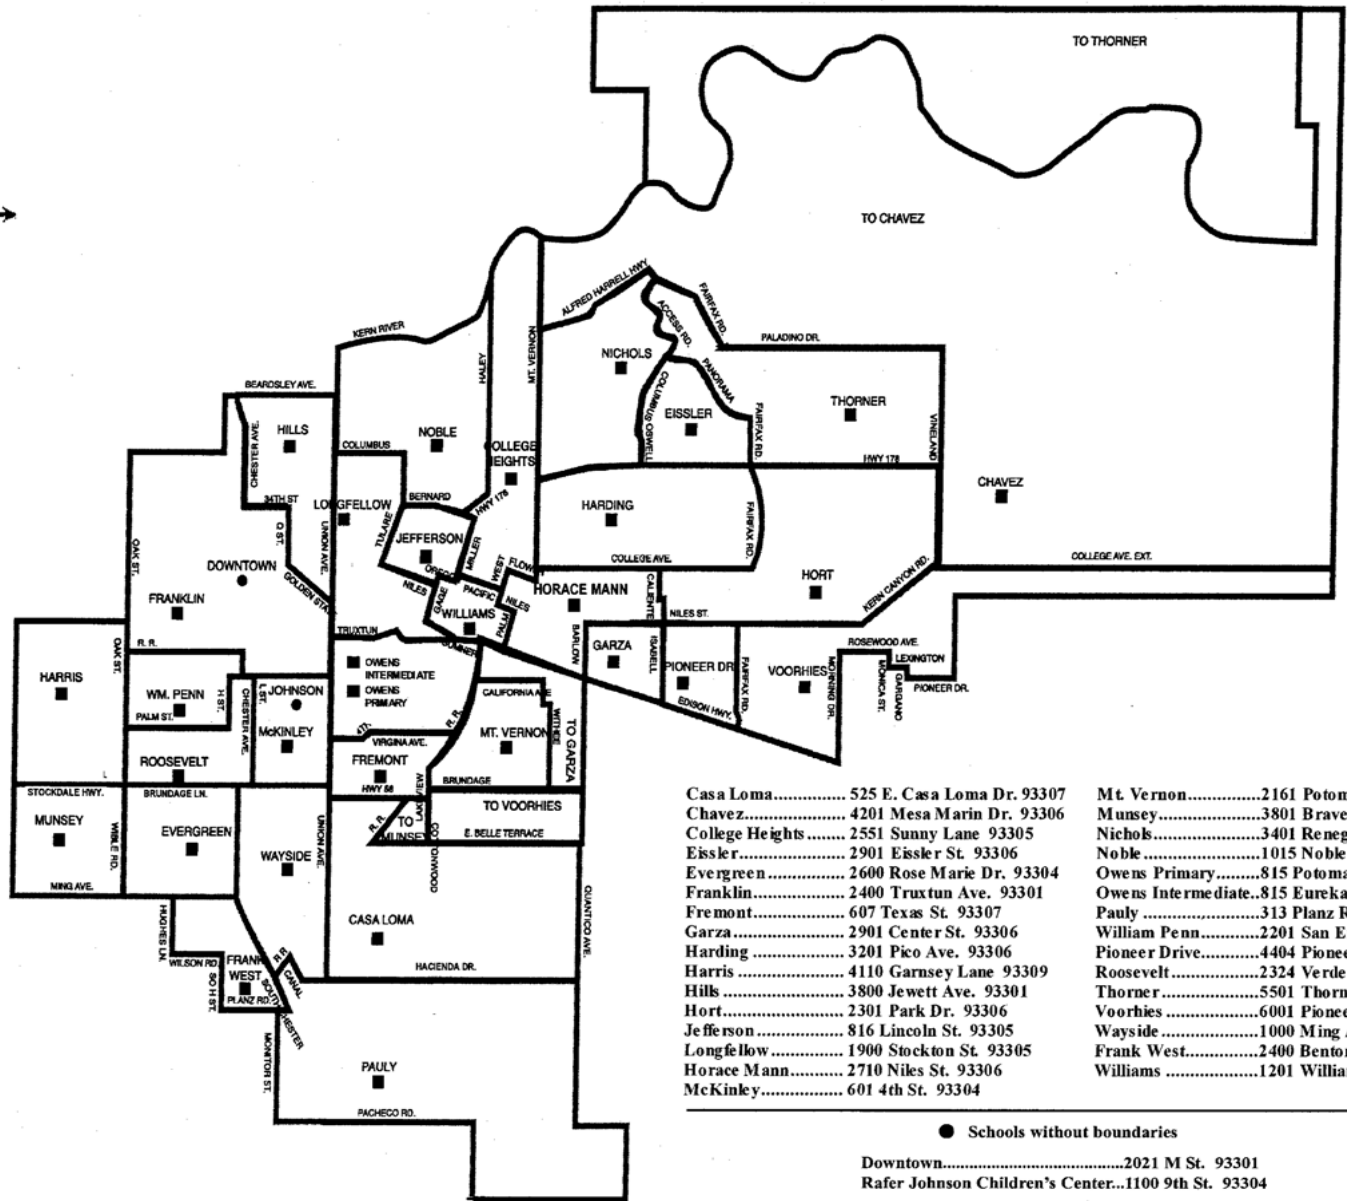 TO THORNER
TO CHAVEZ
ALFRED HARRELL HWY
FAIRFAX RD.
ACCESS RD.
KERN RIVER
PALADINO DR.
MT. VERNON
HALEY
NICHOLS
PANORAMA
COLUMBUS OSWELL
BEARDSLEY AVE.
THORNER
EISSLER
FAIRFAX RD.
VINELAND
CHESTER AVE.
HILLS
NOBLE
COLUMBUS
HWY 178
CHAVEZ
34TH ST
LONGFELLOW
BERNARD
HWY 178
HARDING
Q ST.
UNION AVE.
TULARE
JEFFERSON
MILLER
FAIRFAX RD.
OAK ST.
DOWNTOWN
GOLDEN
WEST
COLLEGE AVE.
COLLEGE AVE. EXT.
HORT
KERN CANYON RD.
FRANKLIN
NILES
GAGE
PACIFIC
NILES
HORACE MANN
CALIENTE
NILES ST.
WILLIAMS
PALM
TRUXTUN
SUMNER
BARLOW
GARZA
ISABELL
R. R.
OAK ST.
ROSEWOOD AVE.
LEXINGTON
HARRIS
OWENS
INTERMEDIATE
OWENS
PRIMARY
PIONEER DR.
FAIRFAX RD.
VOORHIES
MORNING DR.
MONICA ST.
GARGANO
PIONEER DR.
WM. PENN
H ST.
L ST.
JOHNSON
CALIFORNIA AVE
EDISON HWY.
PALM ST.
CHESTER AVE.
McKINLEY
4TH
VIRGINIA AVE.
R. R.
MT. VERNON
TO GARZA
ROOSEVELT
FREMONT
HWY 58
LAKEVIEW
BRUNDAGE
STOCKDALE HWY.
BRUNDAGE LN.
TO VOORHIES
MUNSEY
WIBLE RD.
EVERGREEN
UNION AVE.
R. R.
TO
MUNSEY
COTTONWOOD
E. BELLE TERRACE
WAYSIDE
MING AVE.
QUANTICO AVE.
HUGHES LN.
CASA LOMA
WILSON RD.
SO H ST.
FRANK
WEST
PLANZ RD.
R R
CANAL
SOUTH CHESTER
HACIENDA DR.
MONITOR ST.
PAULY
PACHECO RD.
Casa Loma.............. 525 E. Casa Loma Dr. 93307
Chavez................... 4201 Mesa Marin Dr. 93306
College Heights ....... 2551 Sunny Lane 93305
Eissler.................... 2901 Eissler St. 93306
Evergreen .............. 2600 Rose Marie Dr. 93304
Franklin................. 2400 Truxtun Ave. 93301
Fremont................. 607 Texas St. 93307
Garza..................... 2901 Center St. 93306
Harding ................. 3201 Pico Ave. 93306
Harris .................... 4110 Garnsey Lane 93309
Hills ....................... 3800 Jewett Ave. 93301
Hort....................... 2301 Park Dr. 93306
Jefferson ................ 816 Lincoln St. 93305
Longfellow.............. 1900 Stockton St. 93305
Horace Mann.......... 2710 Niles St. 93306
McKinley................ 601 4th St. 93304
Mt. Vernon..............2161 Potom
Munsey...................3801 Brave
Nichols...................3401 Reneg
Noble .....................1015 Noble
Owens Primary.........815 Potoma
Owens Intermediate..815 Eureka
Pauly .....................313 Planz R
William Penn...........2201 San E
Pioneer Drive...........4404 Pionee
Roosevelt................2324 Verde
Thorner..................5501 Thorn
Voorhies ................6001 Pionee
Wayside .................1000 Ming
Frank West..............2400 Bento
Williams .................1201 Willia
● Schools without boundaries
Downtown.......................................2021 M St. 93301
Rafer Johnson Children's Center...1100 9th St. 93304